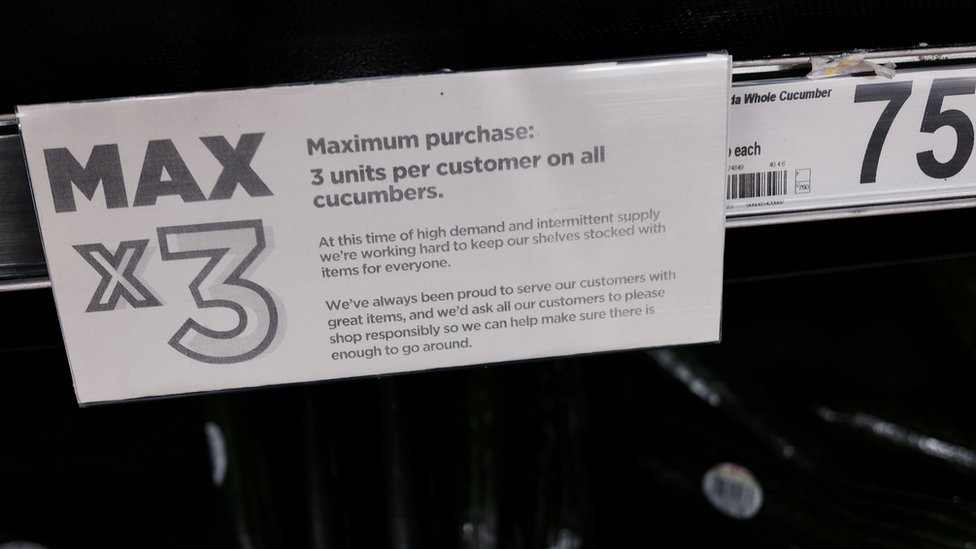 MAX
x3
Maximum purchase:
3 units per customer on all
cucumbers.
At this time of high demand and intermittent supply
we're working hard to keep our shelves stocked with
items for everyone.
We've always been proud to serve our customers with
great items, and we'd ask all our customers to please
shop responsibly so we can help make sure there is
enough to go around.
da Whole Cucumber
75
each